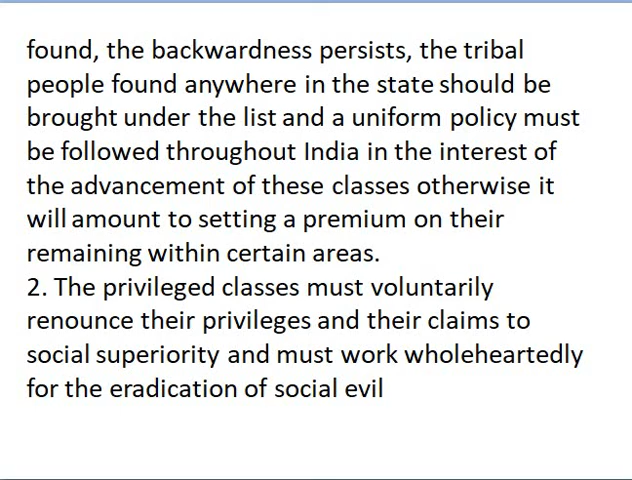 found, the backwardness persists, the tribal
people found anywhere in the state should be
brought under the list and a uniform policy must
be followed throughout India in the interest of
the advancement of these classes otherwise it
will amount to setting a premium on their
remaining within certain areas.
2. The privileged classes must voluntarily
renounce their privileges and their claims to
social superiority and must work wholeheartedly
for the eradication of social evil